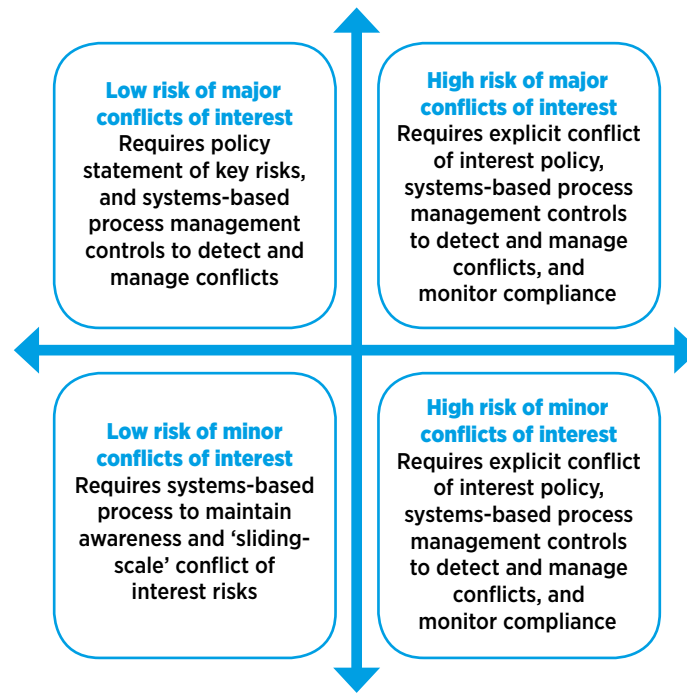 Low risk of major
conflicts of interest
Requires policy
statement of key risks,
and systems-based
process management
controls to detect and
manage conflicts
High risk of major
conflicts of interest
Requires explicit conflict
of interest policy,
systems-based process
management controls
to detect and manage
conflicts, and
monitor compliance
Low risk of minor
conflicts of interest
Requires systems-based
process to maintain
awareness and ‘sliding-
scale’ conflict of
interest risks
High risk of minor
conflicts of interest
Requires explicit conflict
of interest policy,
systems-based process
management controls
to detect and manage
conflicts, and
monitor compliance